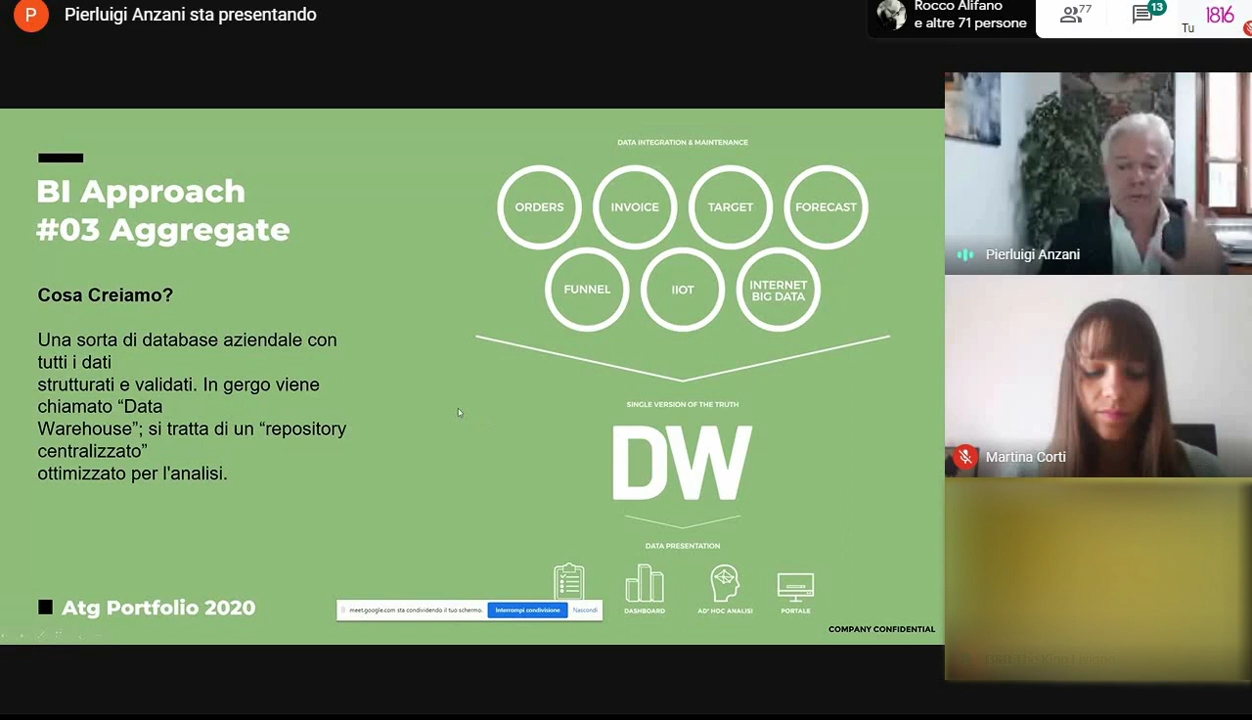 P
Pierluigi Anzani sta presentando
Rocco Alifano
e altre 71 persone
77
13
Tu
1816
BI Approach
#03 Aggregate
Cosa Creiamo?
Una sorta di database aziendale con
tutti i dati
strutturati e validati. In gergo viene
chiamato “Data
Warehouse”; si tratta di un “repository
centralizzato”
ottimizzato per l'analisi.
Atg Portfolio 2020
DATA INTEGRATION & MAINTENANCE
ORDERS
INVOICE
TARGET
FORECAST
FUNNEL
IIOT
INTERNET
BIG DATA
SINGLE VERSION OF THE TRUTH
DW
DATA PRESENTATION
DASHBOARD
AD' HOC ANALISI
PORTALE
meet.google.com sta condividendo il tuo schermo.
Interrompi condivisione
Nascondi
COMPANY CONFIDENTIAL
Pierluigi Anzani
Martina Corti